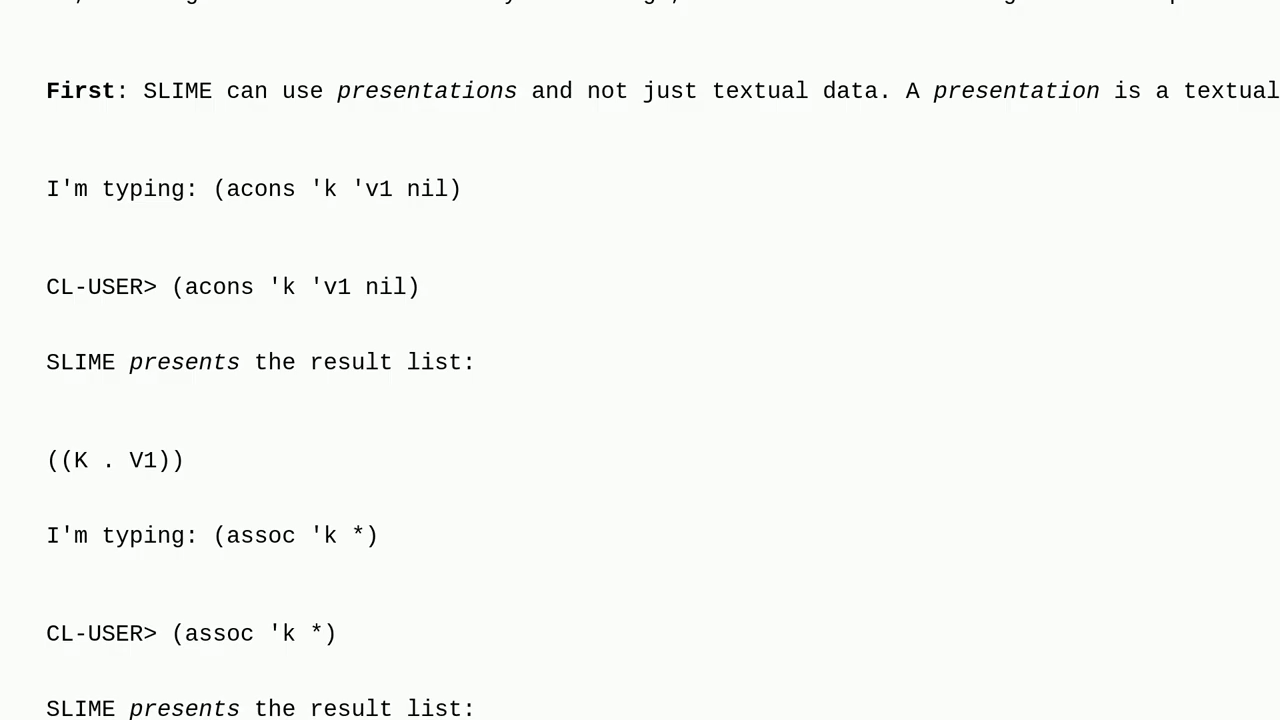 First: SLIME can use presentations and not just textual data. A presentation is a textual
I'm typing: (acons 'k 'v1 nil)
CL-USER> (acons 'k 'v1 nil)
SLIME presents the result list:
((K . V1))
I'm typing: (assoc 'k *)
CL-USER> (assoc 'k *)
SLIME presents the result list: